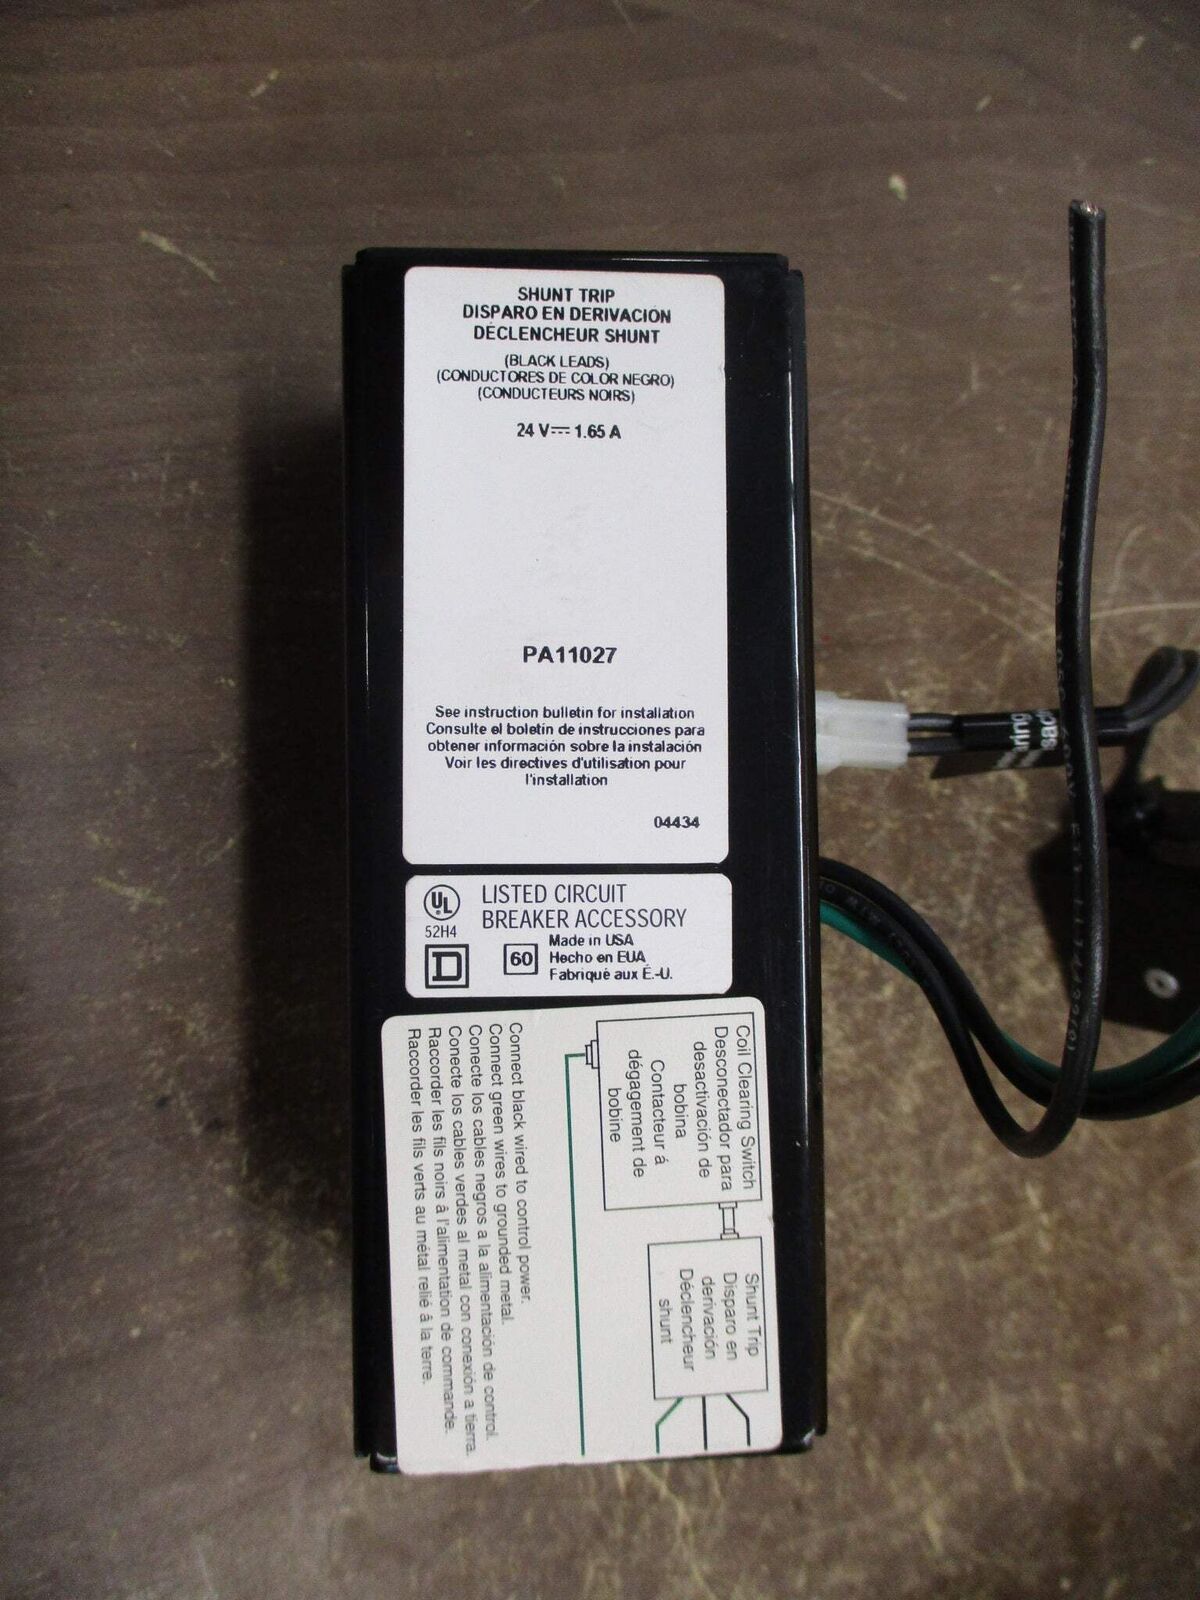 SHUNT TRIP
DISPARO EN DERIVACIÓN
DÉCLENCHEUR SHUNT
(BLACK LEADS)
(CONDUCTORES DE COLOR NEGRO)
(CONDUCTEURS NOIRS)
24 V⎓ 1.65 A
PA11027
See instruction bulletin for installation
Consulte el boletín de instrucciones para
obtener información sobre la instalación
Voir les directives d'utilisation pour
l'installation
04434
UL
52H4
LISTED CIRCUIT
BREAKER ACCESSORY
D
60
Made in USA
Hecho en EUA
Fabriqué aux É.-U.
Coil Clearing Switch
Desconectador para
desactivación de
bobina
Contacteur á
dégagement de
bobine
Shunt Trip
Disparo en
derivación
Déclencheur
shunt
Connect black wired to control power.
Connect green wires to grounded metal.
Conecte los cables negros a la alimentación de control.
Conecte los cables verdes al metal con conexión a tierra.
Raccorder les fils noirs á l'alimentation de commande.
Raccorder les fils verts au métal relié á la terre.